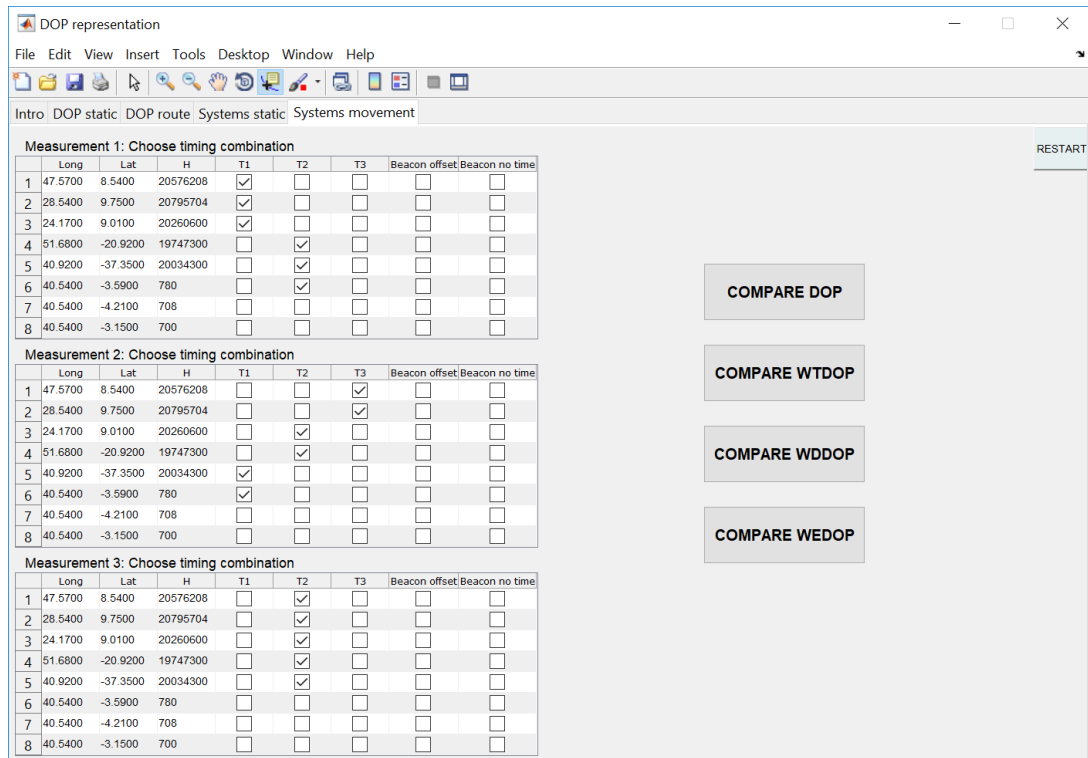 DOP representation
File Edit View Insert Tools Desktop Window Help
Intro DOP static DOP route Systems static Systems movement
RESTART
Measurement 1: Choose timing combination
Long Lat H T1 T2 T3 Beacon offset Beacon no time
1 47.5700 8.5400 20576208
2 28.5400 9.7500 20795704
3 24.1700 9.0100 20260600
4 51.6800 -20.9200 19747300
5 40.9200 -37.3500 20034300
6 40.5400 -3.5900 780
7 40.5400 -4.2100 708
8 40.5400 -3.1500 700
Measurement 2: Choose timing combination
Long Lat H T1 T2 T3 Beacon offset Beacon no time
1 47.5700 8.5400 20576208
2 28.5400 9.7500 20795704
3 24.1700 9.0100 20260600
4 51.6800 -20.9200 19747300
5 40.9200 -37.3500 20034300
6 40.5400 -3.5900 780
7 40.5400 -4.2100 708
8 40.5400 -3.1500 700
Measurement 3: Choose timing combination
Long Lat H T1 T2 T3 Beacon offset Beacon no time
1 47.5700 8.5400 20576208
2 28.5400 9.7500 20795704
3 24.1700 9.0100 20260600
4 51.6800 -20.9200 19747300
5 40.9200 -37.3500 20034300
6 40.5400 -3.5900 780
7 40.5400 -4.2100 708
8 40.5400 -3.1500 700
COMPARE DOP
COMPARE WTDOP
COMPARE WDDOP
COMPARE WEDOP